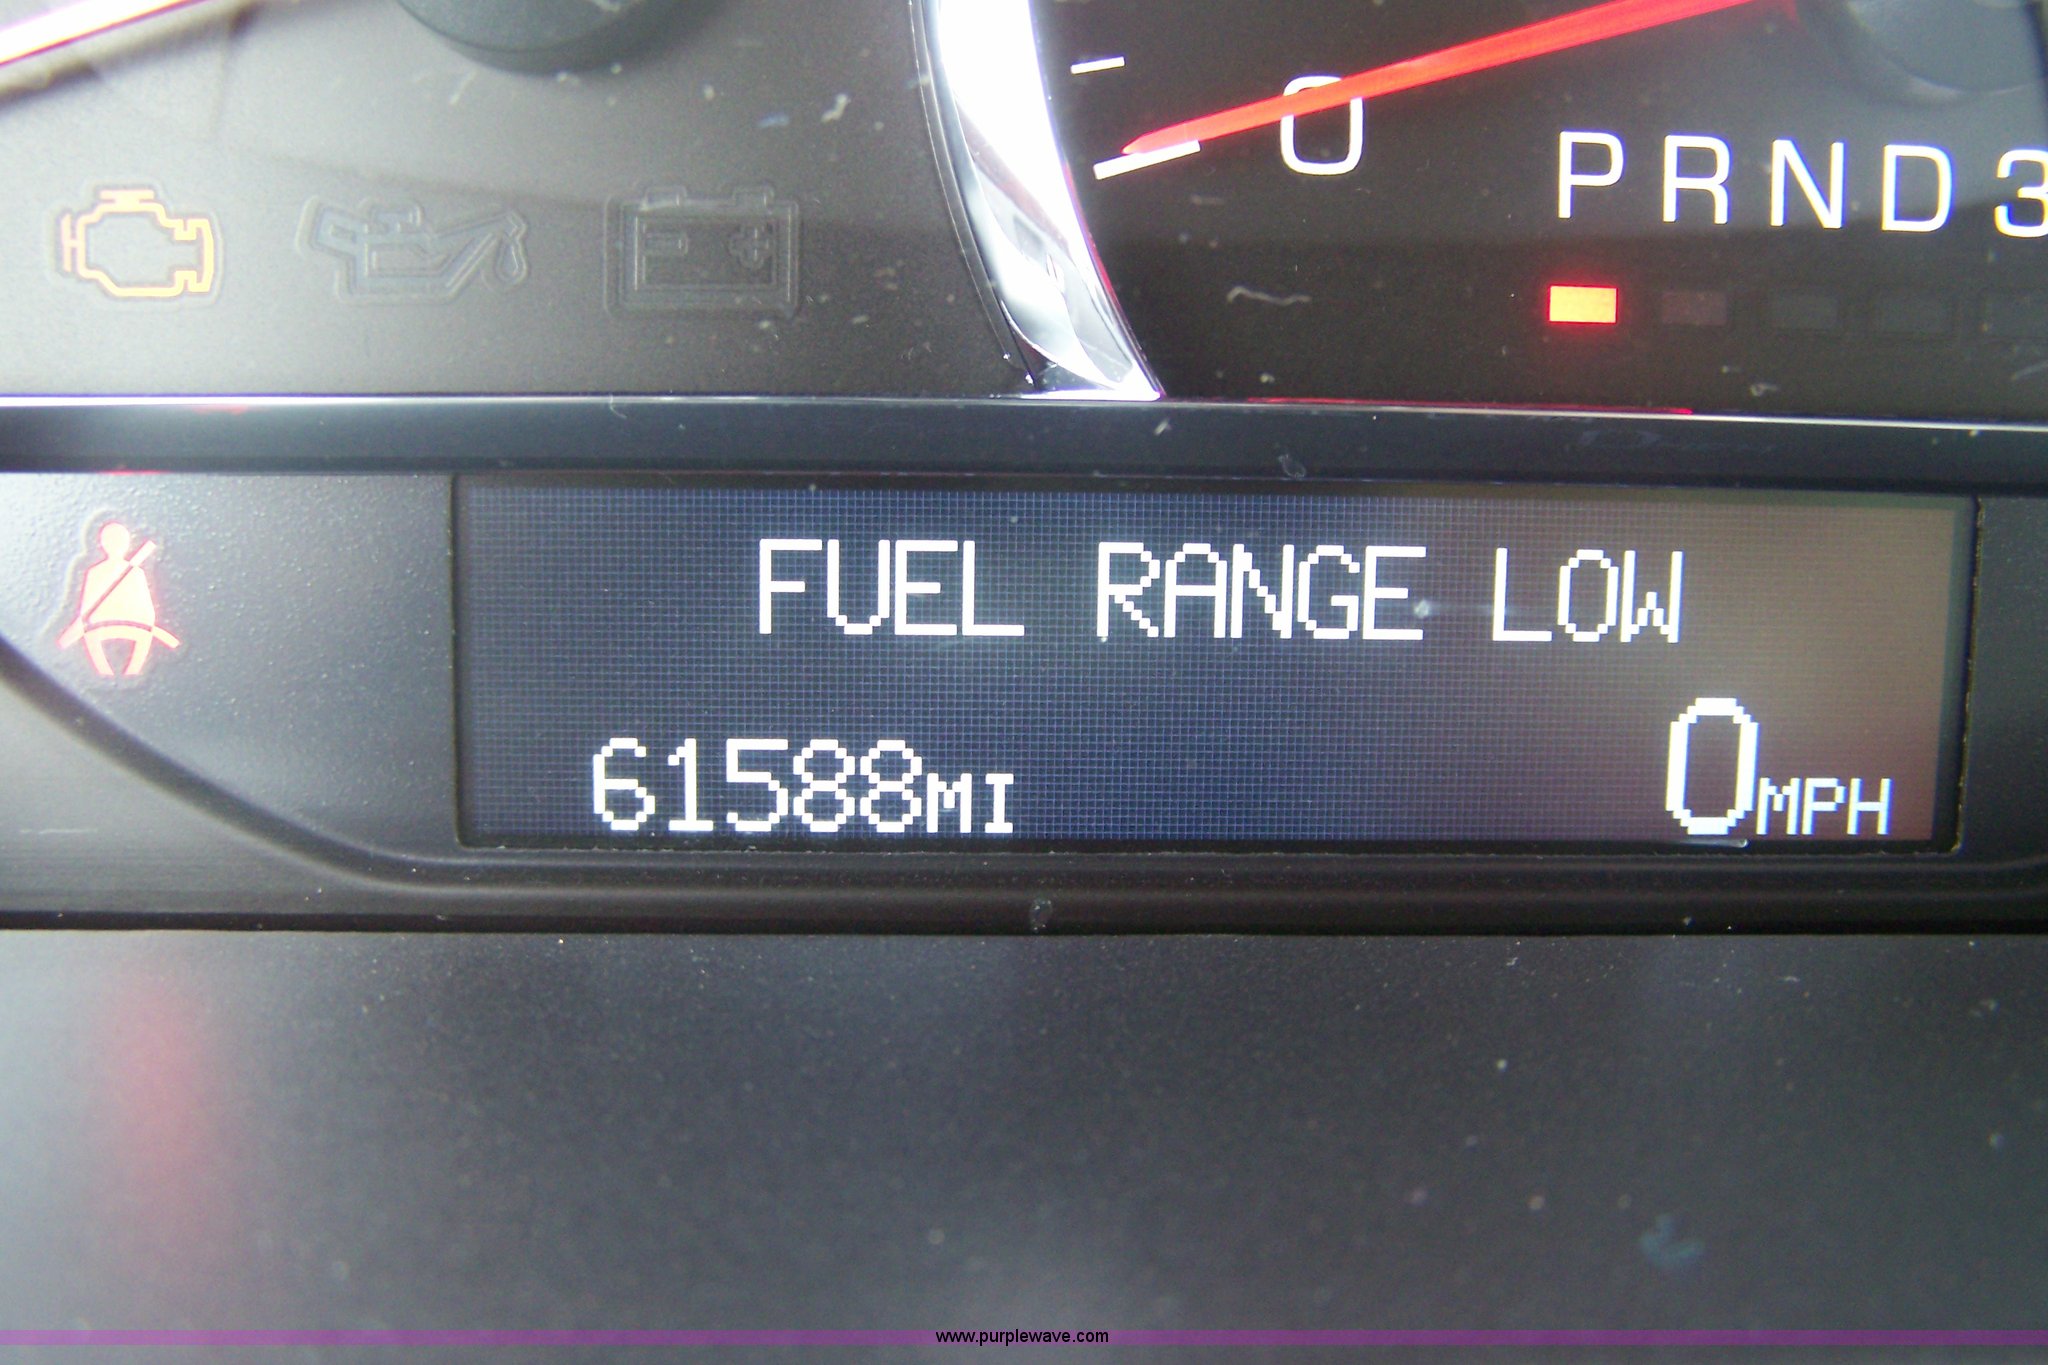 0
PRND3
FUEL RANGE LOW
61588MI
0MPH
www.purplewave.com